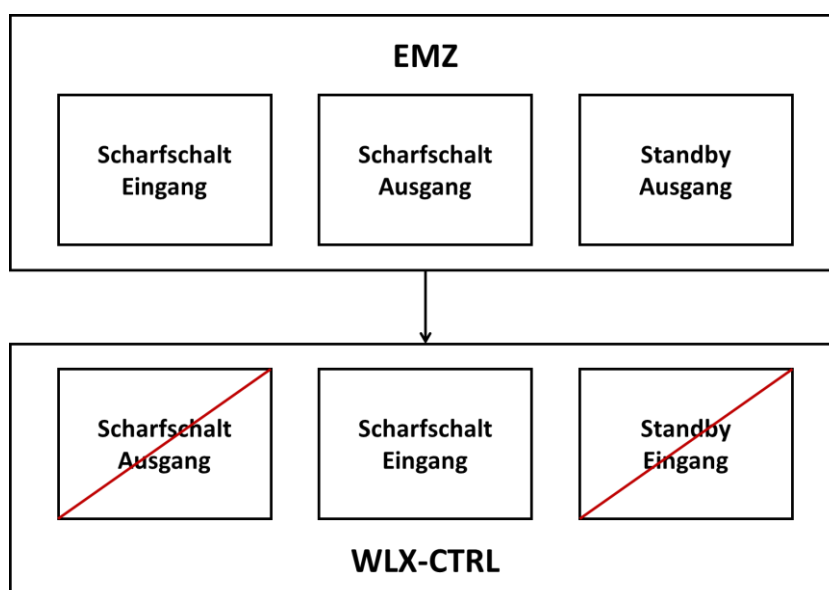 EMZ
Scharfschalt
Eingang
Scharfschalt
Ausgang
Standby
Ausgang
Scharfschalt
Ausgang
Scharfschalt
Eingang
Standby
Eingang
WLX-CTRL